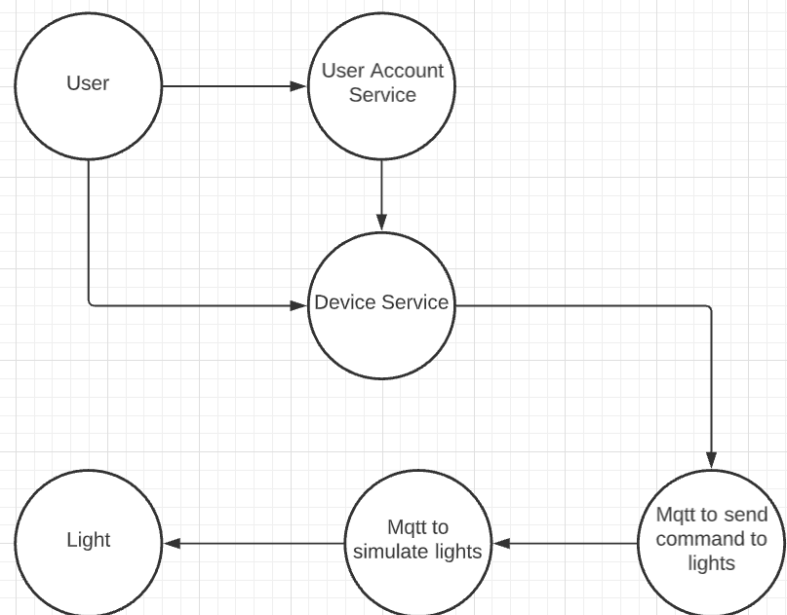 User
User Account
Service
Device Service
Light
Mqtt to
simulate lights
Mqtt to send
command to
lights